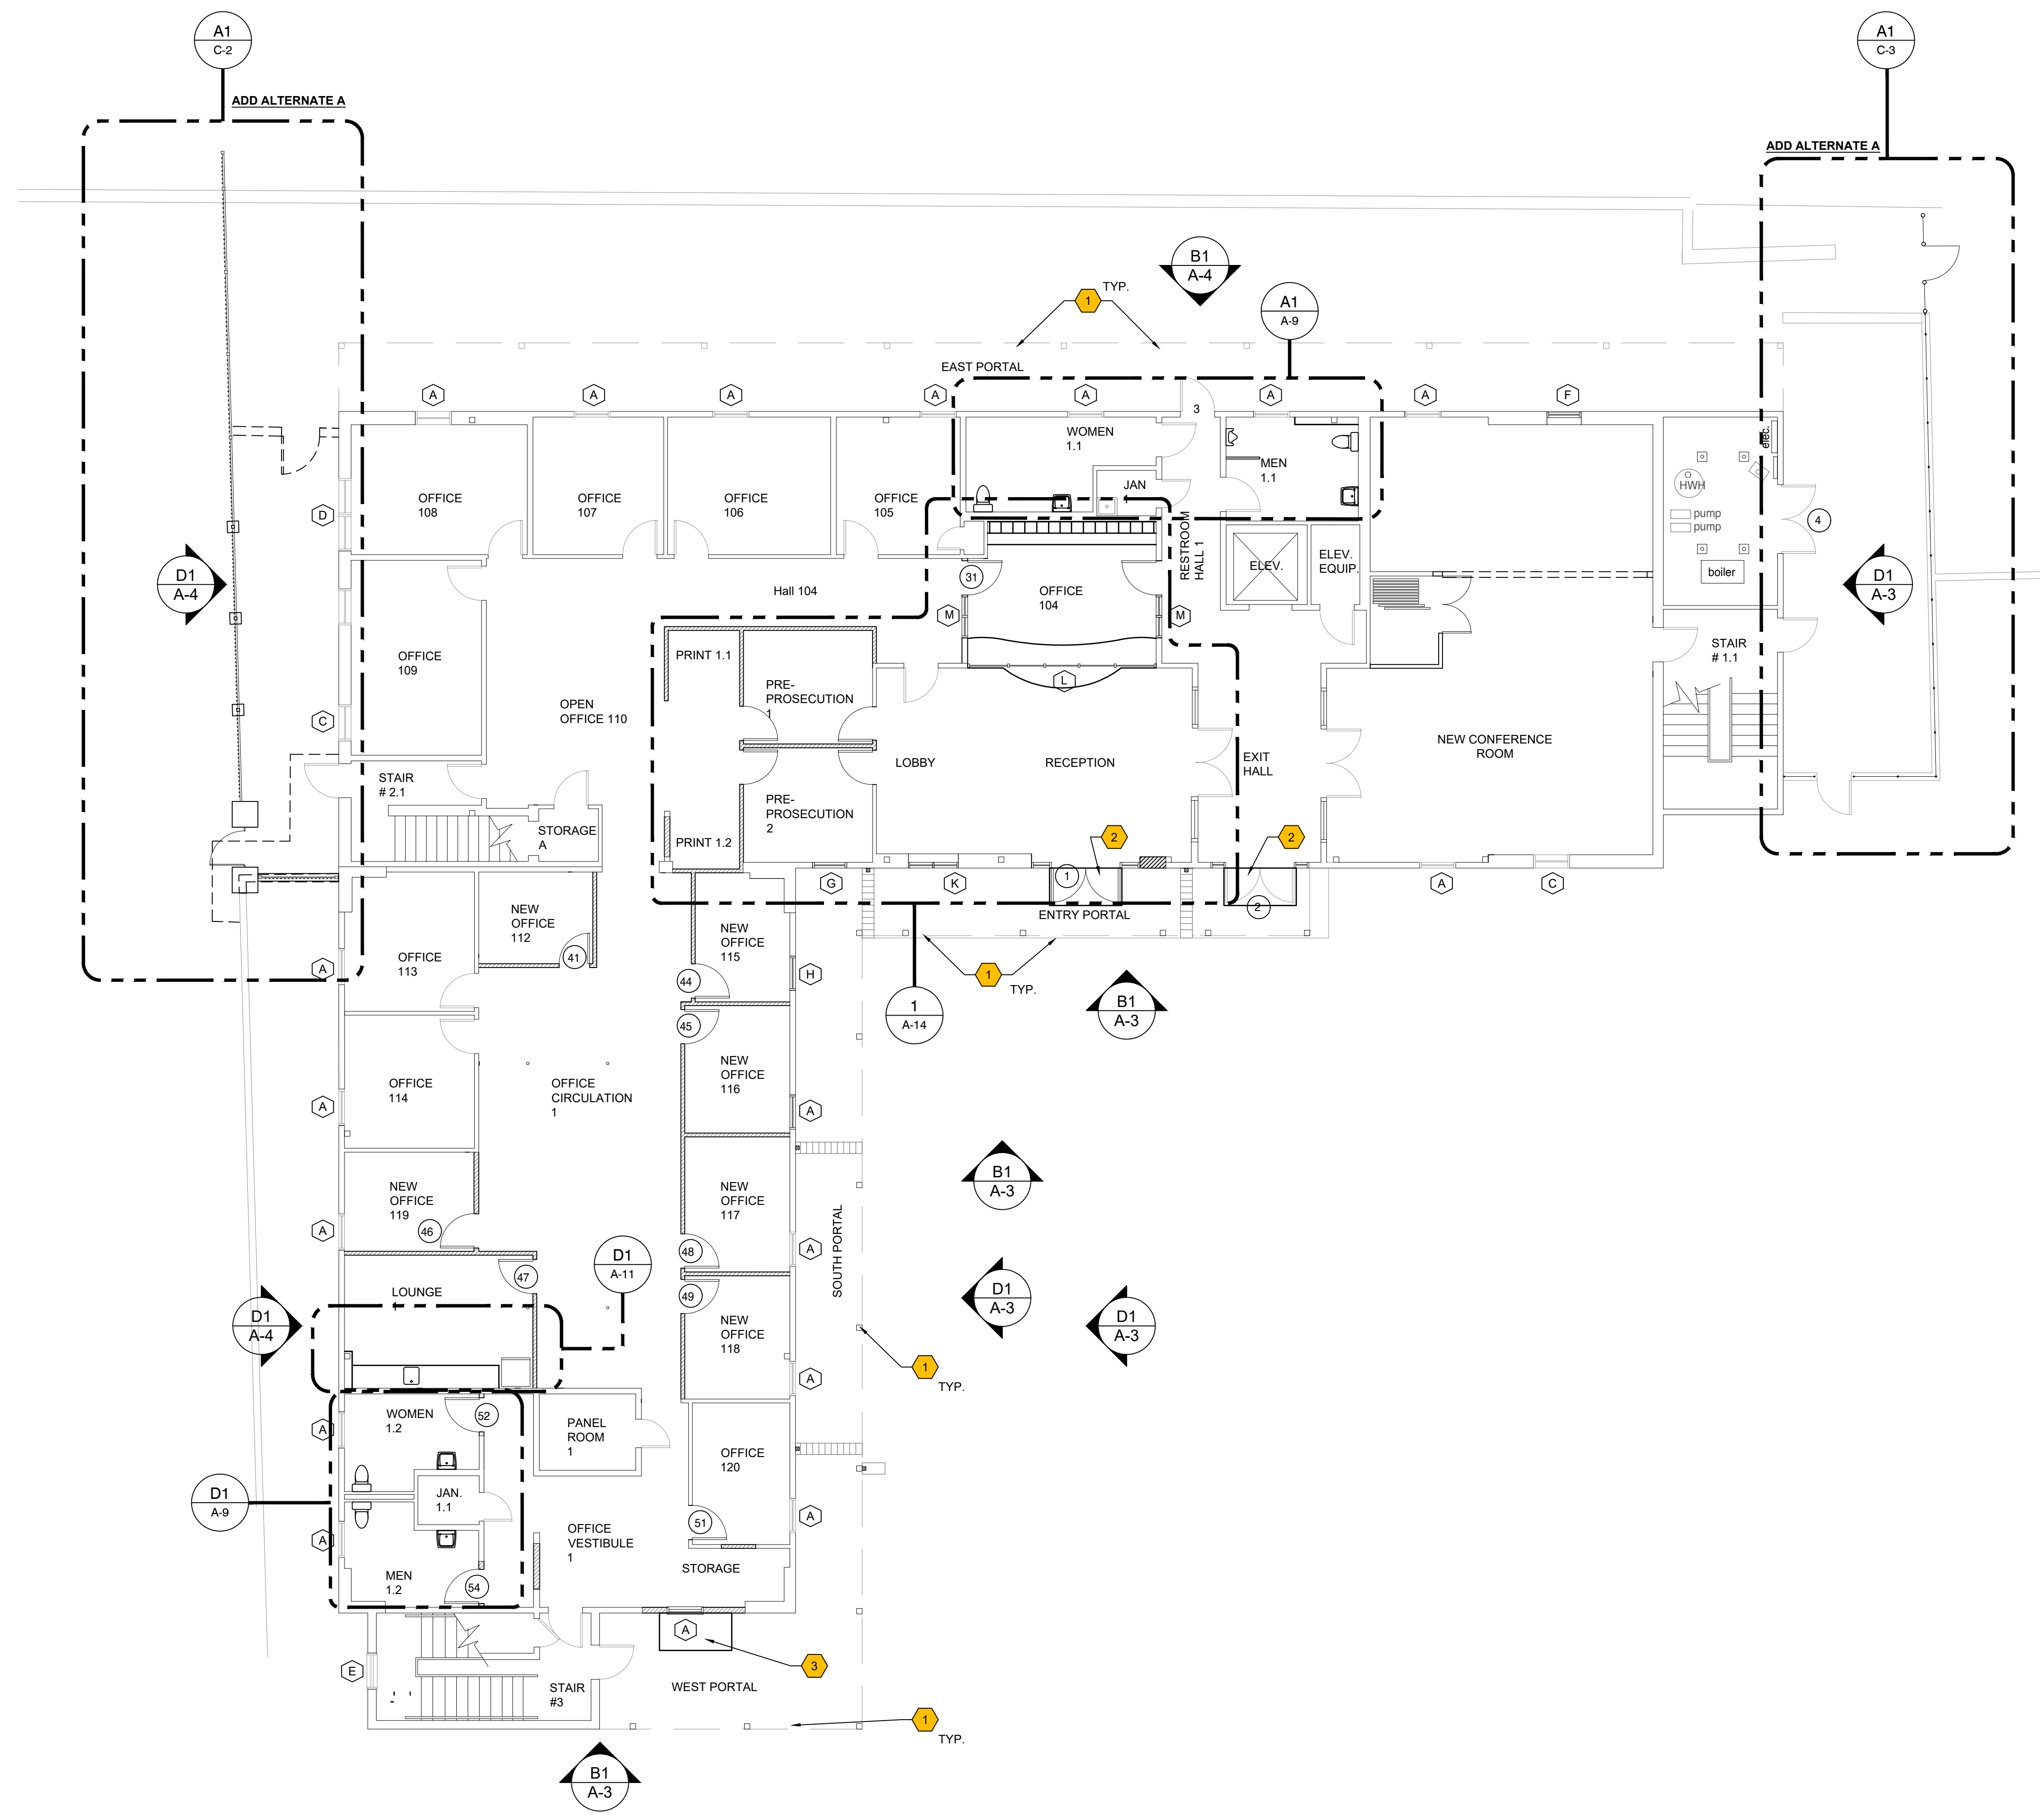 A1
C-2
ADD ALTERNATE A
A1
C-3
ADD ALTERNATE A
B1
A-4
1
TYP.
A1
A-9
EAST PORTAL
A
A
A
A
A
A
A
F
3
WOMEN
1.1
MEN
1.1
JAN
1
elec.
HWH
pump
pump
boiler
4
OFFICE
108
OFFICE
107
OFFICE
106
OFFICE
105
D
D1
A-4
RESTROOM
HALL 1
ELEV.
ELEV.
EQUIP.
31
Hall 104
OFFICE
104
M
M
D1
A-3
STAIR
# 1.1
OFFICE
109
PRINT 1.1
PRE-
PROSECUTION
1
L
C
OPEN
OFFICE 110
NEW CONFERENCE
ROOM
LOBBY
RECEPTION
EXIT
HALL
STAIR
# 2.1
STORAGE
A
PRE-
PROSECUTION
2
PRINT 1.2
2
2
G
K
1
2
A
C
ENTRY PORTAL
NEW
OFFICE
112
41
NEW
OFFICE
115
44
OFFICE
113
A
H
1
TYP.
1
A-14
B1
A-3
45
NEW
OFFICE
116
OFFICE
114
A
OFFICE
CIRCULATION
1
A
B1
A-3
NEW
OFFICE
119
46
A
NEW
OFFICE
117
48
A
SOUTH PORTAL
D1
A-11
47
LOUNGE
1
49
NEW
OFFICE
118
D1
A-3
D1
A-3
D1
A-4
1
TYP.
A
WOMEN
1.2
52
A
PANEL
ROOM
1
OFFICE
120
D1
A-9
JAN.
1.1
51
A
A
OFFICE
VESTIBULE
1
STORAGE
MEN
1.2
54
A
3
E
STAIR
#3
WEST PORTAL
1
TYP.
B1
A-3